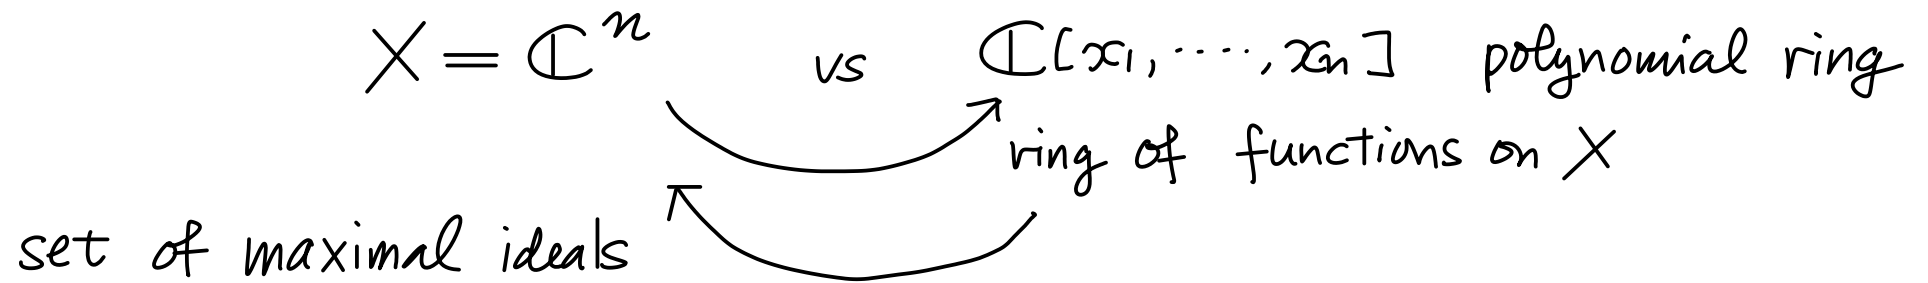 X = ℂⁿ vs ℂ[x₁, ‥‥, xₙ] polynomial ring
ring of functions on X
set of maximal ideals